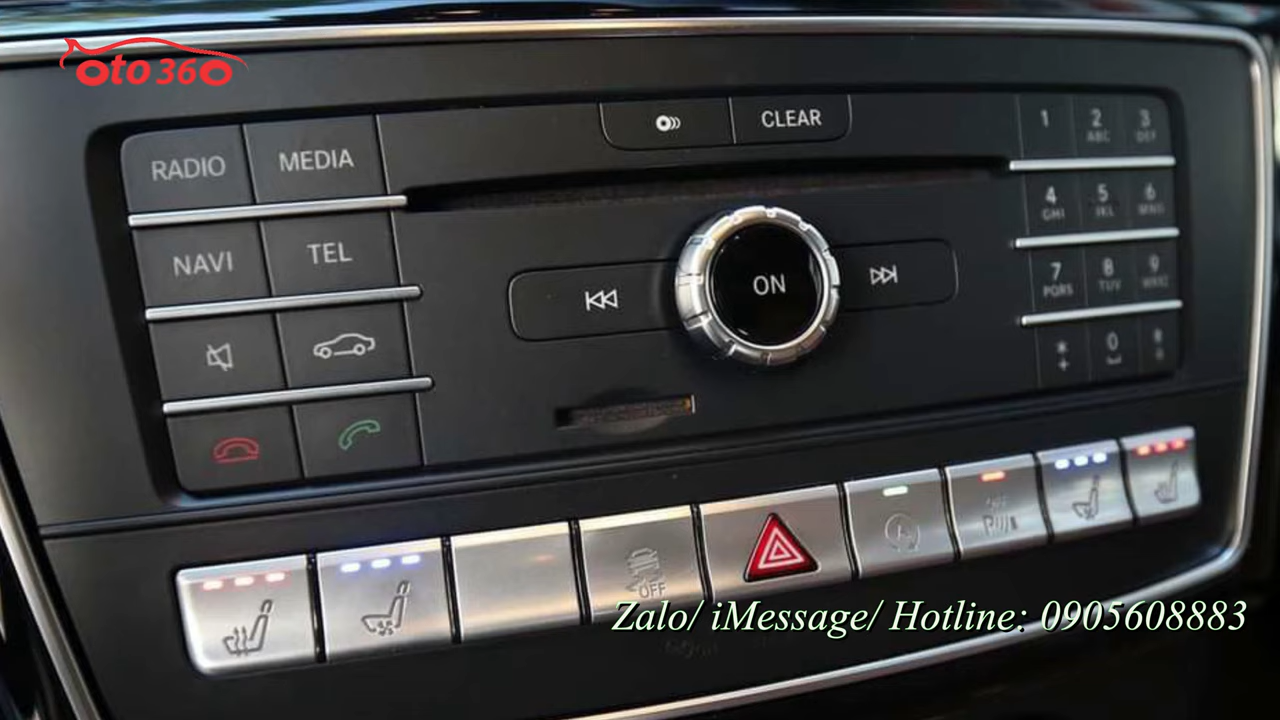 oto360
CLEAR
RADIO MEDIA
NAVI TEL
ON
1 2 ABC 3 DEF
4 GHI 5 JKL 6 MNO
7 PQRS 8 TUV 9 WXYZ
* + 0
OFF
Zalo/ iMessage/ Hotline: 0905608883